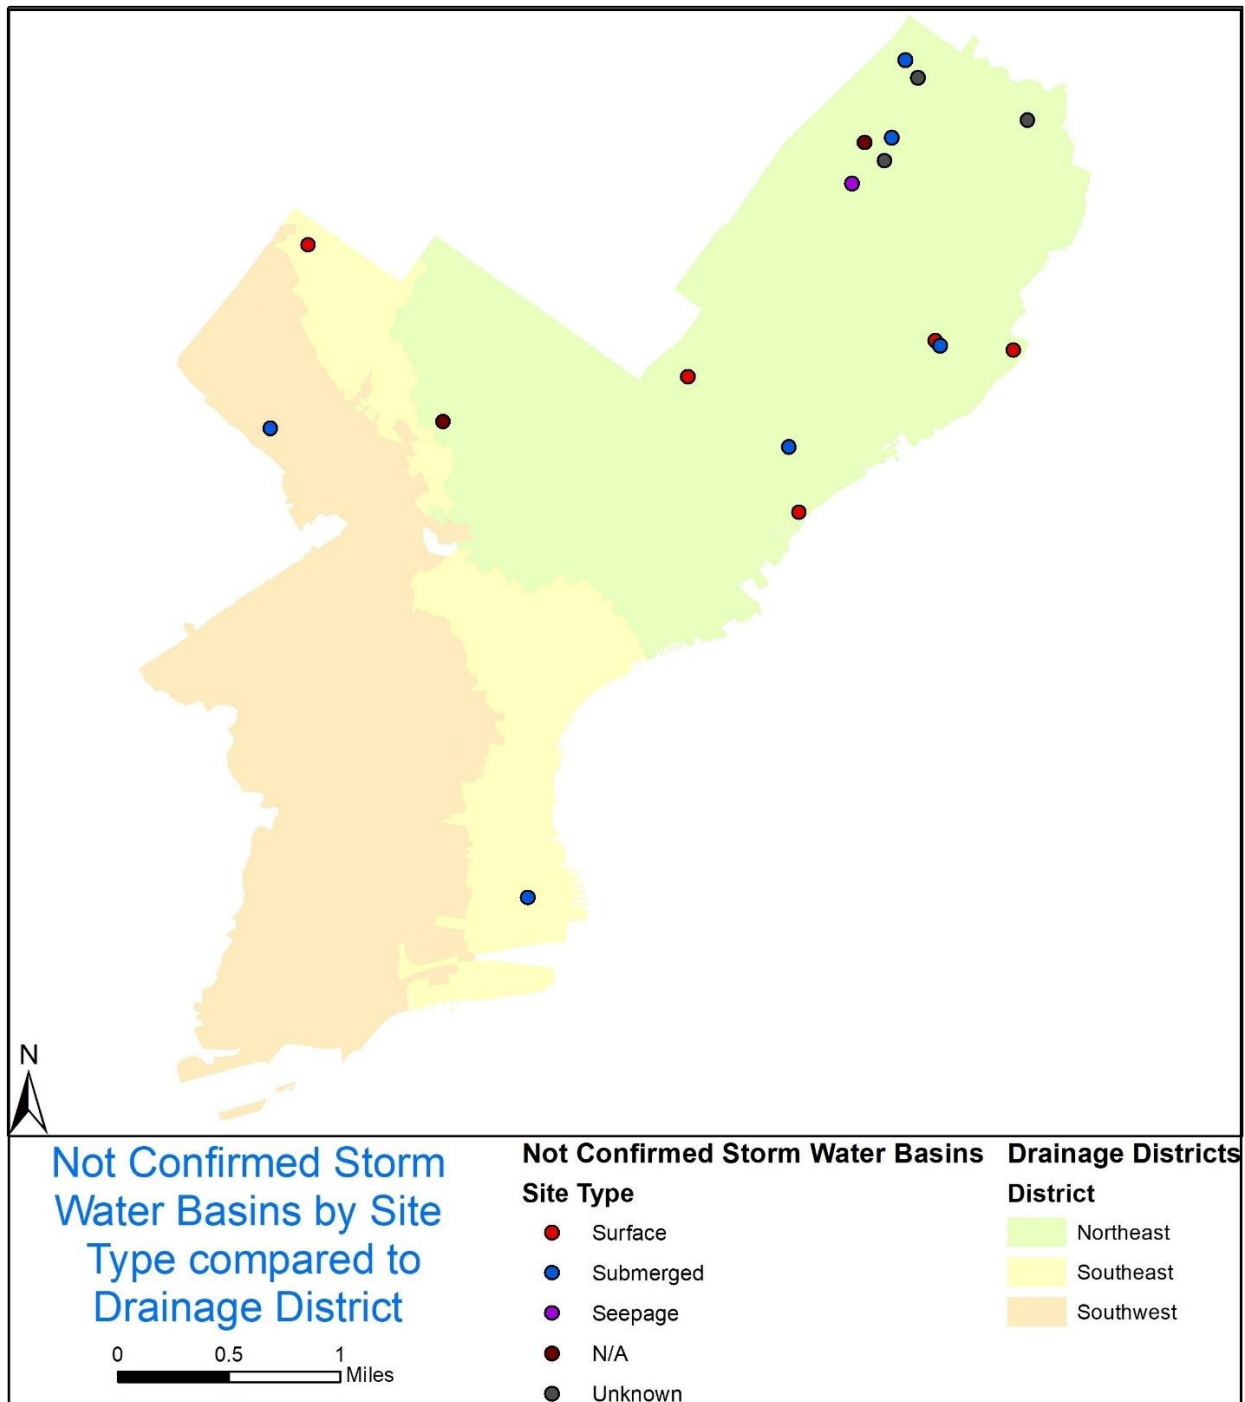 N
Not Confirmed Storm
Water Basins by Site
Type compared to
Drainage District
0 0.5 1
Miles
Not Confirmed Storm Water Basins
Site Type
Surface
Submerged
Seepage
N/A
Unknown
Drainage Districts
District
Northeast
Southeast
Southwest